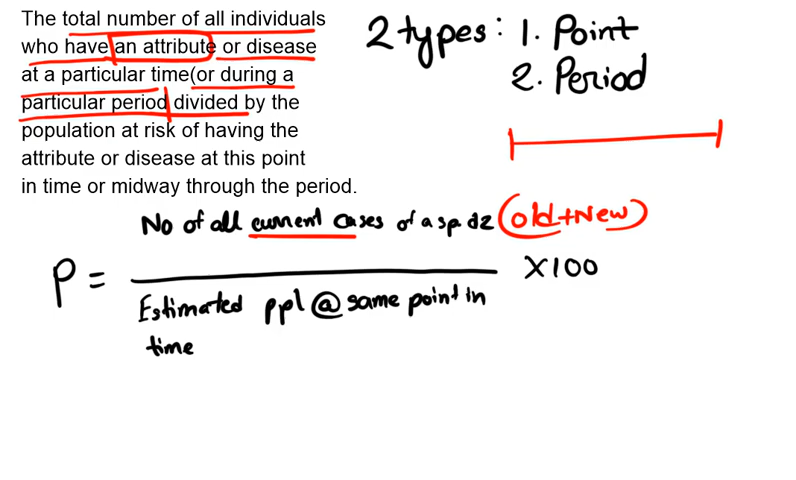 The total number of all individuals
who have an attribute or disease
at a particular time(or during a
particular period divided by the
population at risk of having the
attribute or disease at this point
in time or midway through the period.
2 types: 1. Point
2. Period
No of all current cases of a sp dz (old+New)
P = X100
Estimated ppl @ same point in
time